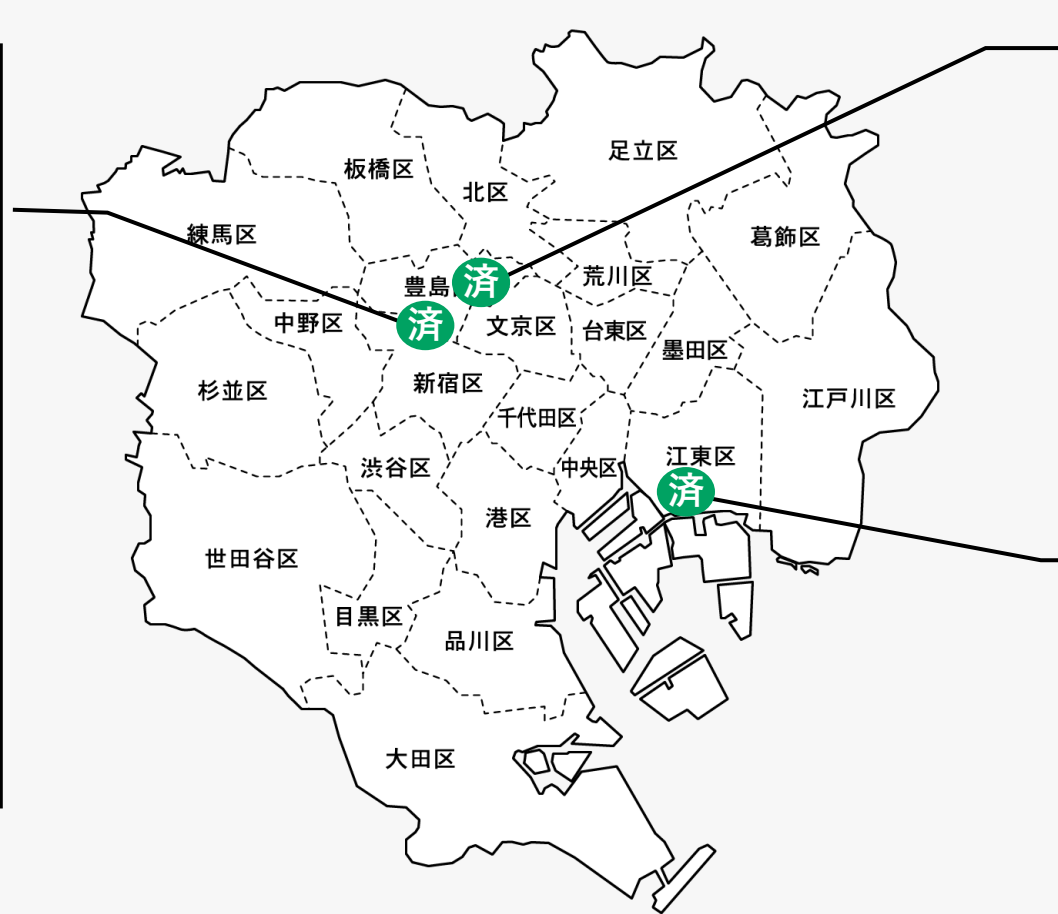 足立区
板橋区
北区
練馬区
葛飾区
荒川区
豊島
済
済
中野区
文京区
台東区
墨田区
杉並区
新宿区
江戸川区
千代田区
江東区
渋谷区
中央区
済
港区
世田谷区
目黒区
品川区
大田区